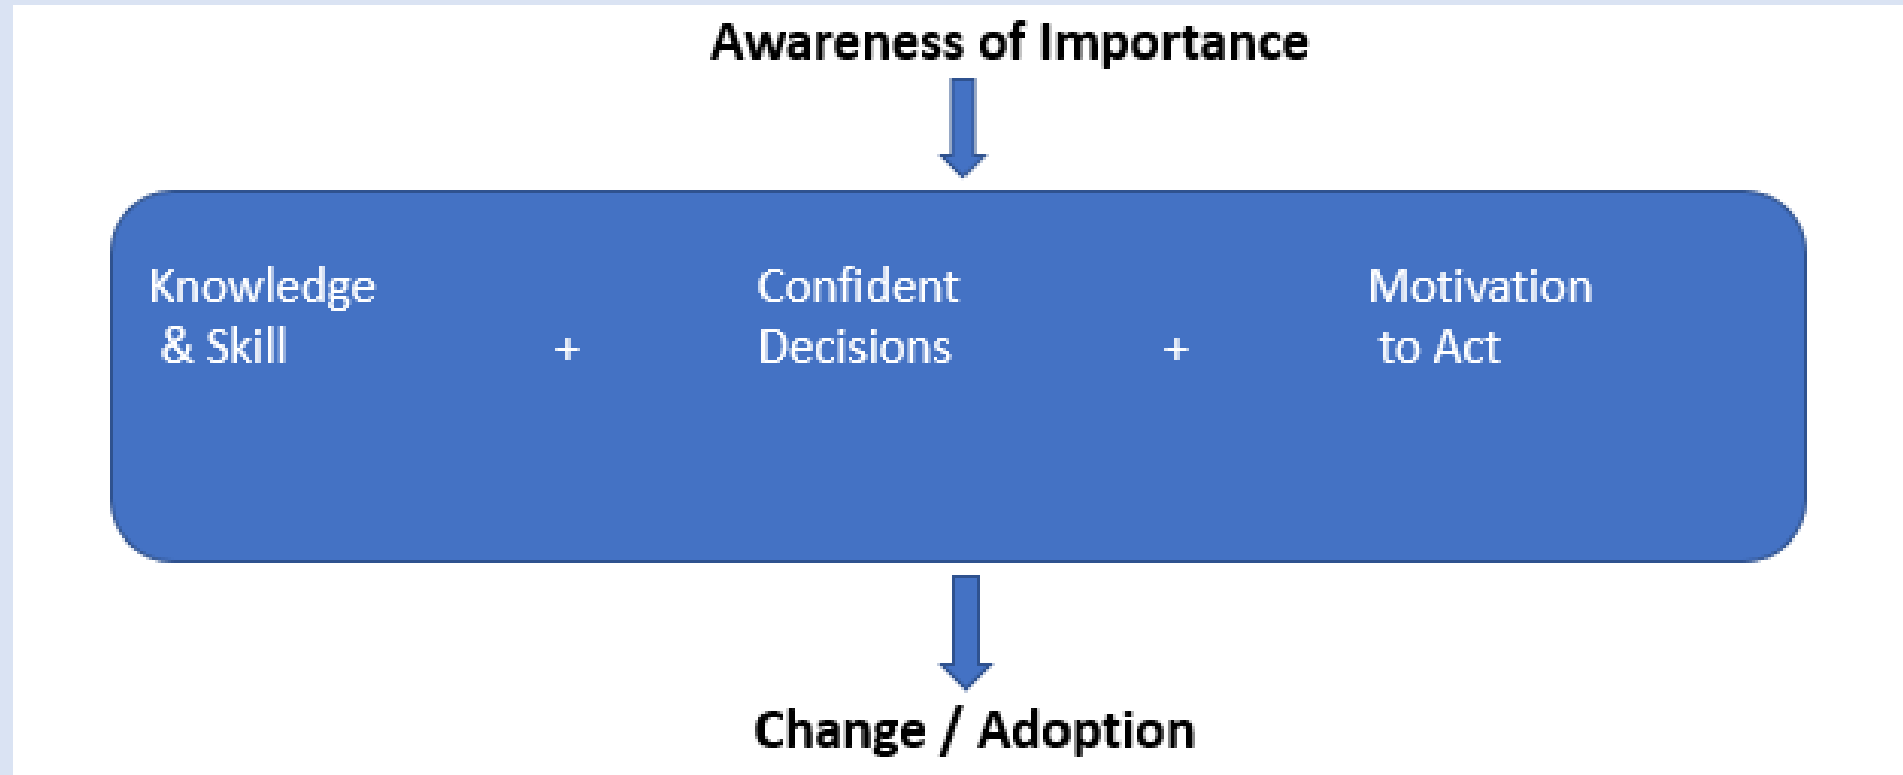 Awareness of Importance
Knowledge
& Skill
+
Confident
Decisions
+
Motivation
to Act
Change / Adoption